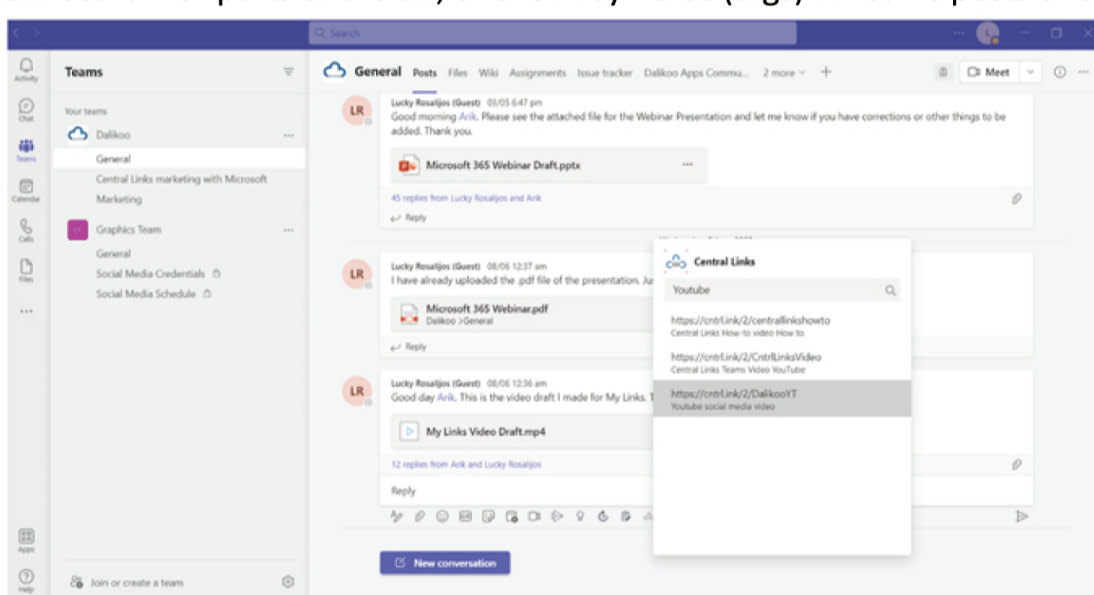 Search
Activity
Chat
Teams
Calendar
Calls
Files
Apps
Help
Teams
Your teams
Dalikoo
General
Central Links marketing with Microsoft
Marketing
Graphics Team
General
Social Media Credentials
Social Media Schedule
Join or create a team
General Posts Files Wiki Assignments Issue tracker Dalikoo Apps Commu... 2 more
Meet
LR
Lucky Rosalijos (Guest) 03/05 6:47 pm
Good morning Arik. Please see the attached file for the Webinar Presentation and let me know if you have corrections or other things to be
added. Thank you.
Microsoft 365 Webinar Draft.pptx
45 replies from Lucky Rosalijos and Arik
Reply
LR
Lucky Rosalijos (Guest) 08/06 12:37 am
I have already uploaded the .pdf file of the presentation.
Microsoft 365 Webinar.pdf
Dalikoo >General
Reply
LR
Lucky Rosalijos (Guest) 08/06 12:36 am
Good day Arik. This is the video draft I made for My Links.
My Links Video Draft.mp4
12 replies from Arik and Lucky Rosalijos
Reply
New conversation
Central Links
Youtube
https://cntrl.ink/2/centrallinkshowto
Central Links How-to video How to
https://cntrl.ink/2/CntrlLinksVideo
Central Links Teams Video YouTube
https://cntrl.ink/2/DalikooYT
Youtube social media video